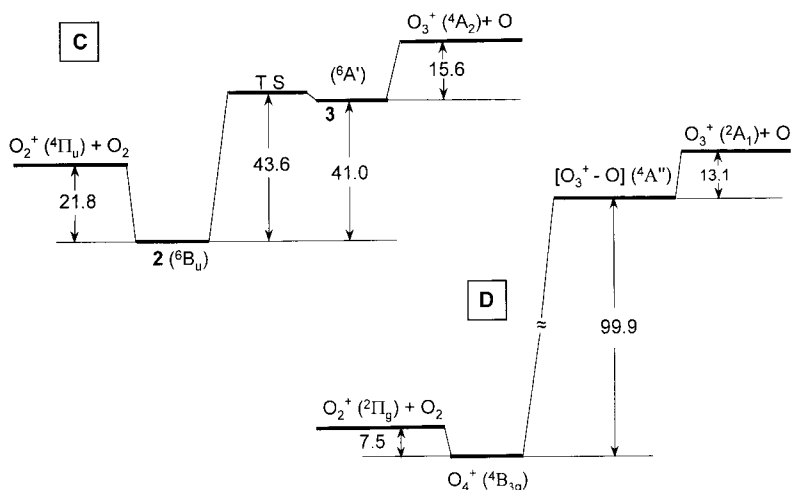 C
O₃⁺ (⁴A₂) + O
(⁶A')
T S
15.6
3
O₂⁺ (⁴Πᵤ) + O₂
43.6
41.0
21.8
2 (⁶Bᵤ)
O₃⁺ (²A₁) + O
[O₃⁺ - O] (⁴A'')
13.1
D
≈
99.9
O₂⁺ (²Π_g) + O₂
7.5
O₄⁺ (⁴B₃g)